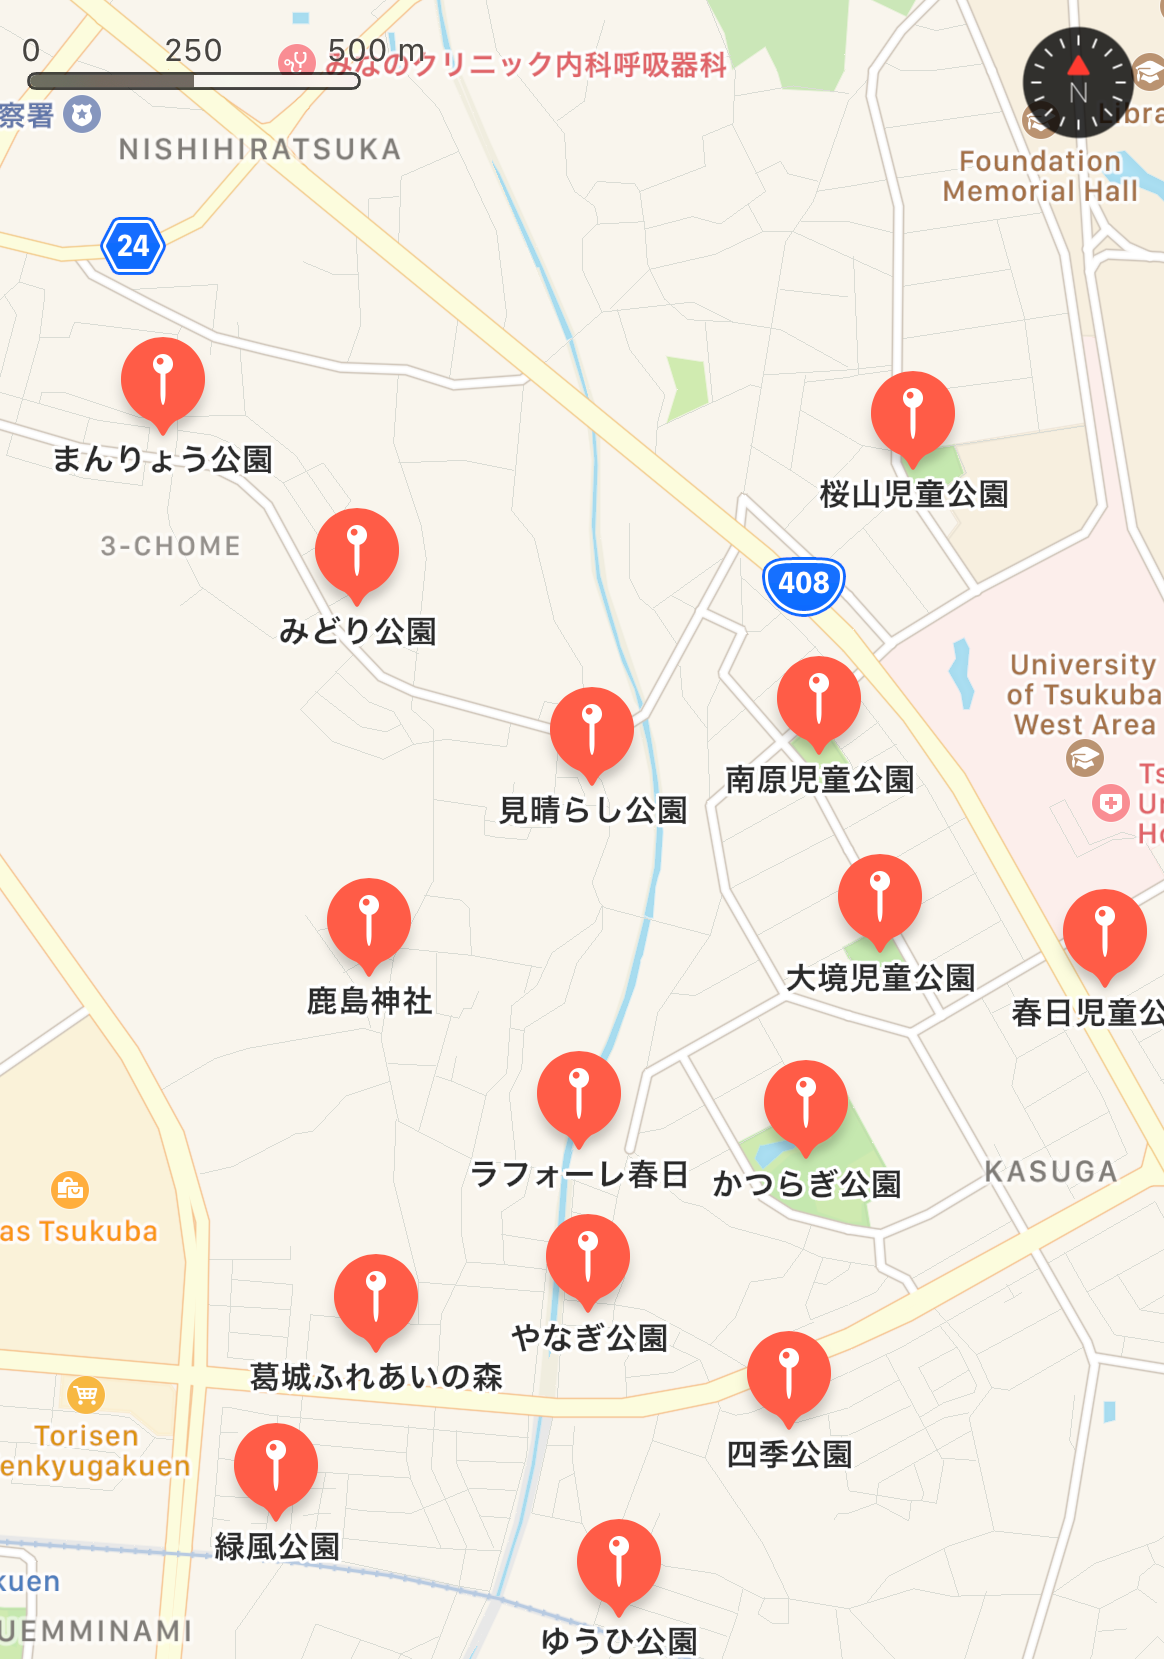 0 250 500 m
みなのクリニック内科呼吸器科
察署
NISHIHIRATSUKA
N
Libra
Foundation
Memorial Hall
24
まんりょう公園
桜山児童公園
3-CHOME
みどり公園
408
University
of Tsukuba
West Area
見晴らし公園
南原児童公園
Ts
Un
Ho
鹿島神社
大境児童公園
春日児童公
ラフォーレ春日
かつらぎ公園
KASUGA
as Tsukuba
やなぎ公園
葛城ふれあいの森
Torisen
enkyugakuen
四季公園
緑風公園
kuen
UEMMINAMI
ゆうひ公園